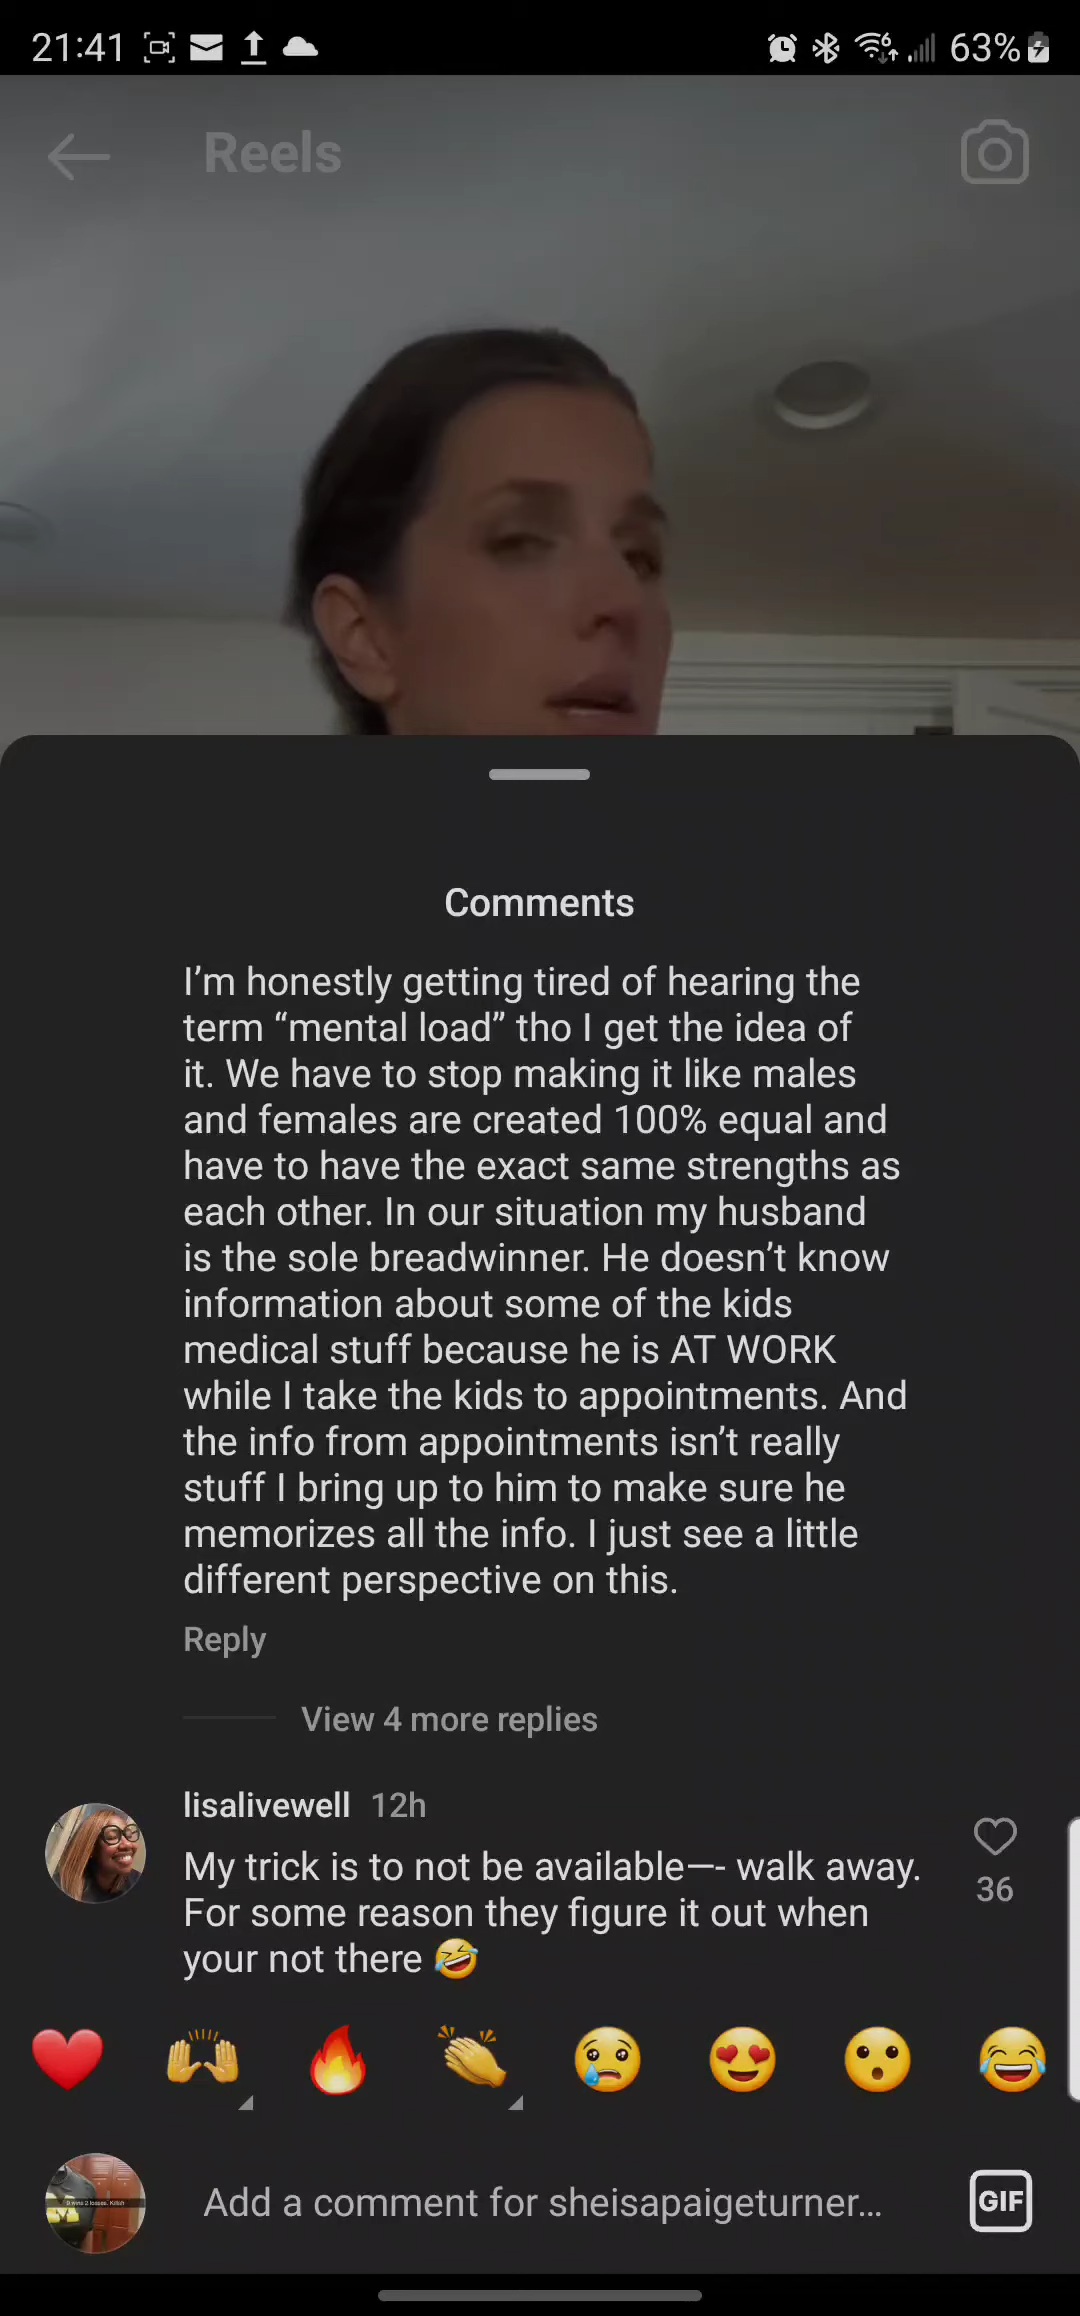 21:41
63%
Reels
Comments
I’m honestly getting tired of hearing the
term “mental load” tho I get the idea of
it. We have to stop making it like males
and females are created 100% equal and
have to have the exact same strengths as
each other. In our situation my husband
is the sole breadwinner. He doesn’t know
information about some of the kids
medical stuff because he is AT WORK
while I take the kids to appointments. And
the info from appointments isn’t really
stuff I bring up to him to make sure he
memorizes all the info. I just see a little
different perspective on this.
Reply
View 4 more replies
lisalivewell 12h
My trick is to not be available—- walk away.
For some reason they figure it out when
your not there 🤣
36
Add a comment for sheisapaigeturner...
GIF